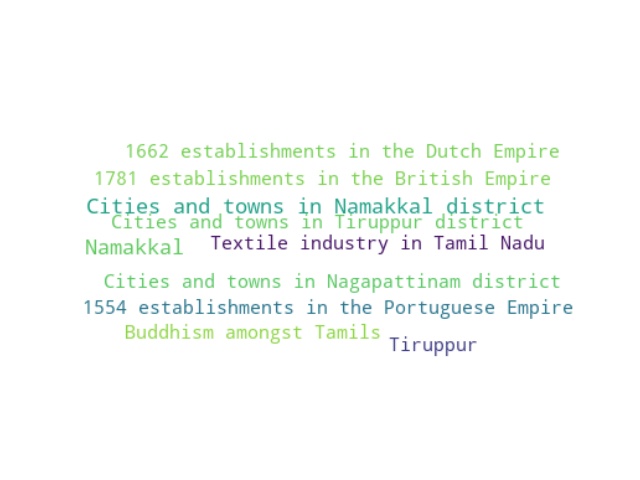 1662 establishments in the Dutch Empire
1781 establishments in the British Empire
Cities and towns in Namakkal district
Cities and towns in Tiruppur district
Namakkal
Textile industry in Tamil Nadu
Cities and towns in Nagapattinam district
1554 establishments in the Portuguese Empire
Buddhism amongst Tamils
Tiruppur